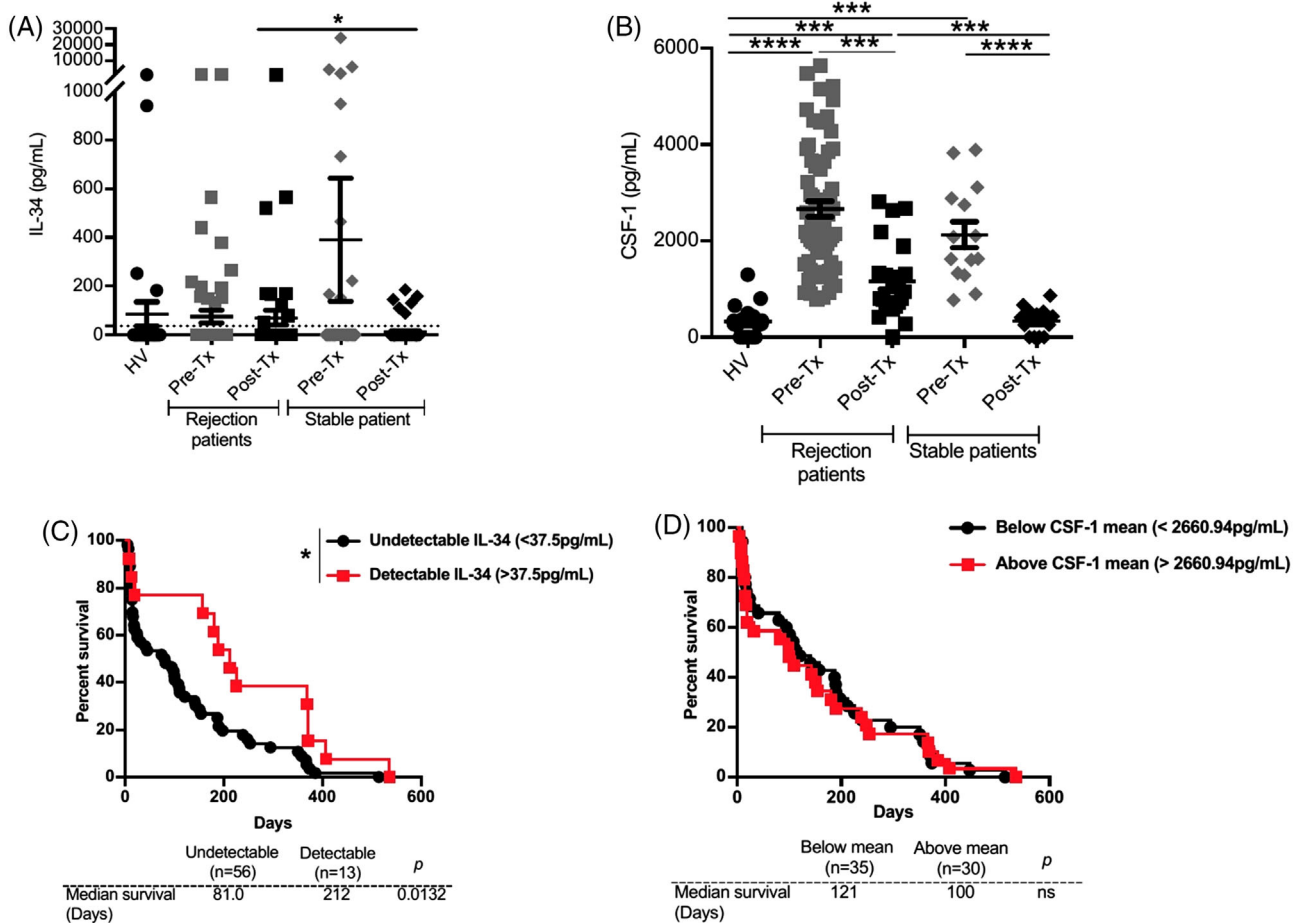 (A)
*
30000
20000
10000
1000
800
600
400
200
0
IL-34 (pg/mL)
HV
Pre-Tx
Post-Tx
Pre-Tx
Post-Tx
Rejection
patients
Stable patient
(B)
***
***
***
****
***
****
6000
4000
2000
0
CSF-1 (pg/mL)
HV
Pre-Tx
Post-Tx
Pre-Tx
Post-Tx
Rejection
patients
Stable patients
(C)
*
Undetectable IL-34 (<37.5pg/mL)
Detectable IL-34 (>37.5pg/mL)
100
80
60
40
20
0
Percent survival
0 200 400 600
Days
Undetectable Detectable p
(n=56) (n=13)
Median survival 81.0 212 0.0132
(Days)
(D)
Below CSF-1 mean (< 2660.94pg/mL)
Above CSF-1 mean (> 2660.94pg/mL)
100
80
60
40
20
0
Percent survival
0 200 400 600
Days
Below mean Above mean p
(n=35) (n=30)
Median survival 121 100 ns
(Days)